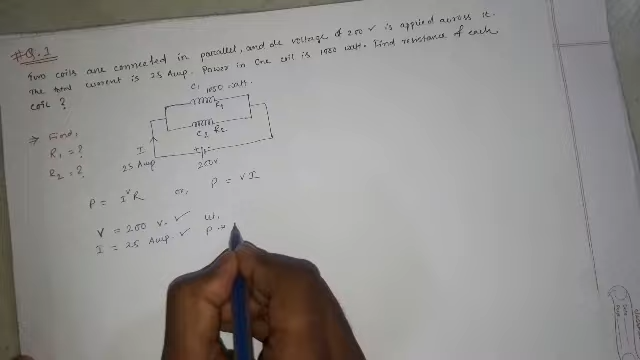 #Q.1
Two coils are connected in parallel, and dc voltage of 200 v is applied across it.
The total current is 25 Amp. Power in One coil is 1050 watt. Find resistance of each
coil ?
C1 1050 watt.
R1
C2 R2
I
25 Amp
200v
⇒ Find,
R1 = ?
R2 = ?
P = I²R or, P = VI
V = 200 v. ✓
I = 25 Amp ✓